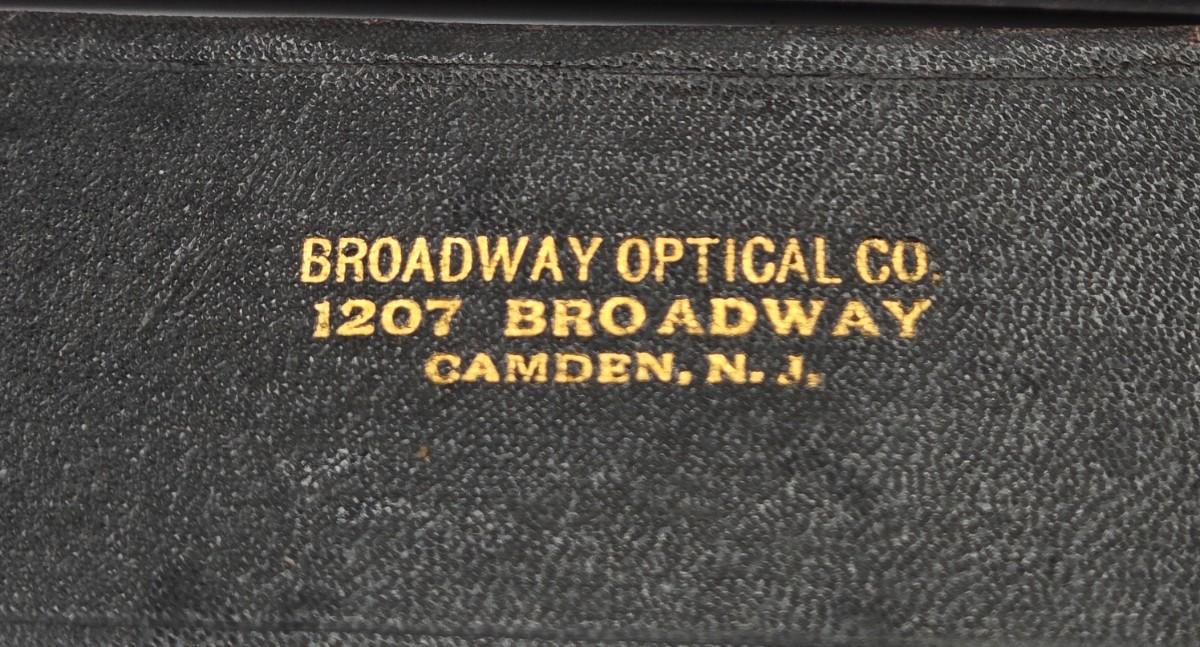 BROADWAY OPTICAL CO.
1207 BROADWAY
CAMDEN, N. J.